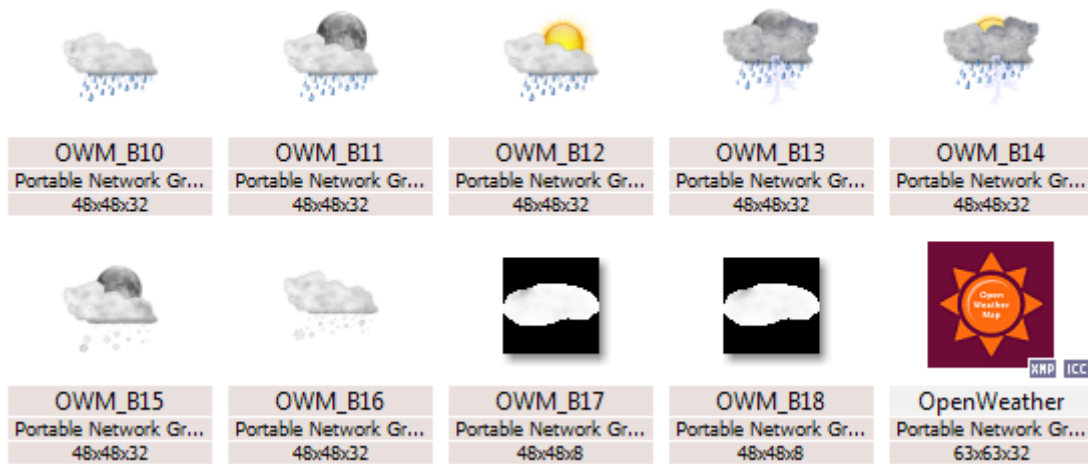 OWM_B10 OWM_B11 OWM_B12 OWM_B13 OWM_B14
Portable Network Gr... Portable Network Gr... Portable Network Gr... Portable Network Gr... Portable Network Gr...
48x48x32 48x48x32 48x48x32 48x48x32 48x48x32
Open
Weather
Map
XMP ICC
OWM_B15 OWM_B16 OWM_B17 OWM_B18 OpenWeather
Portable Network Gr... Portable Network Gr... Portable Network Gr... Portable Network Gr... Portable Network Gr...
48x48x32 48x48x32 48x48x8 48x48x8 63x63x32